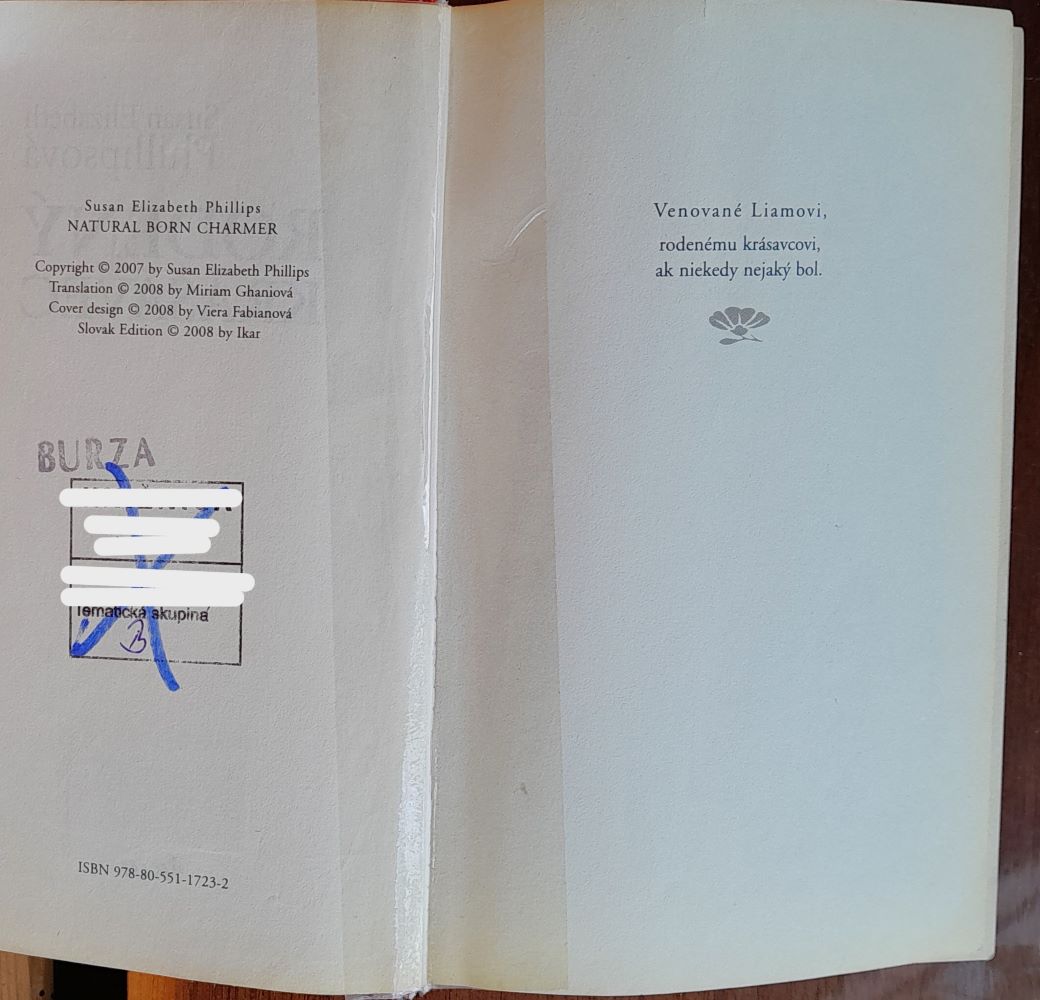 Susan Elizabeth Phillips
NATURAL BORN CHARMER
Copyright © 2007 by Susan Elizabeth Phillips
Translation © 2008 by Miriam Ghaniová
Cover design © 2008 by Viera Fabianová
Slovak Edition © 2008 by Ikar
BURZA
Tematická skupina
B
ISBN 978-80-551-1723-2
Venované Liamovi,
rodenému krásavcovi,
ak niekedy nejaký bol.